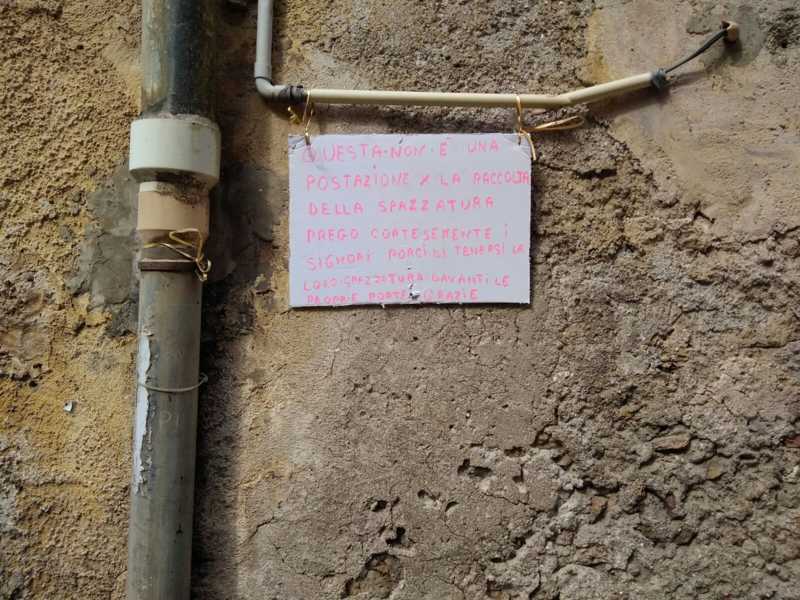 QUESTA·NON·È UNA
POSTAZIONE X LA RACCOLTA
DELLA SPAZZATURA
PREGO CORTESEMENTE i
SIGNORI PORCI DI TENERSI LA
LORO·SPAZZATURA·DAVANTI·LE
PROPRIE PORTE· GRAZIE